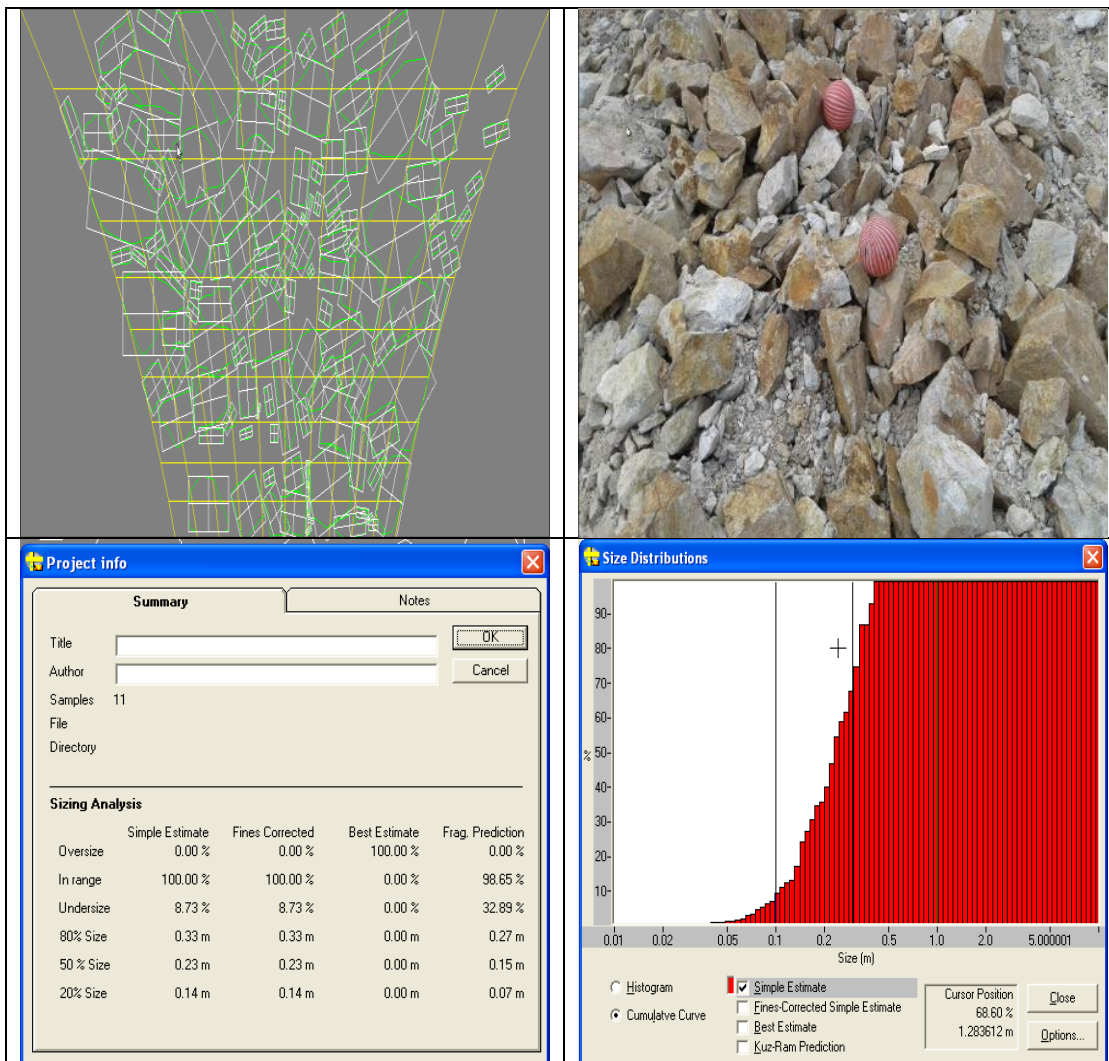 Project info
Summary Notes
Title OK
Author Cancel
Samples 11
File
Directory
Sizing Analysis
Simple Estimate Fines Corrected Best Estimate Frag. Prediction
Oversize 0.00 % 0.00 % 100.00 % 0.00 %
In range 100.00 % 100.00 % 0.00 % 98.65 %
Undersize 8.73 % 8.73 % 0.00 % 32.89 %
80% Size 0.33 m 0.33 m 0.00 m 0.27 m
50 % Size 0.23 m 0.23 m 0.00 m 0.15 m
20% Size 0.14 m 0.14 m 0.00 m 0.07 m
Size Distributions
90-
80-
70-
60-
% 50-
40-
30-
20-
10-
0.01 0.02 0.05 0.1 0.2 0.5 1.0 2.0 5.000001
Size (m)
Histogram
Cumulatve Curve
Simple Estimate
Fines-Corrected Simple Estimate
Best Estimate
Kuz-Ram Prediction
Cursor Position
68.60 %
1.283612 m
Close
Options...